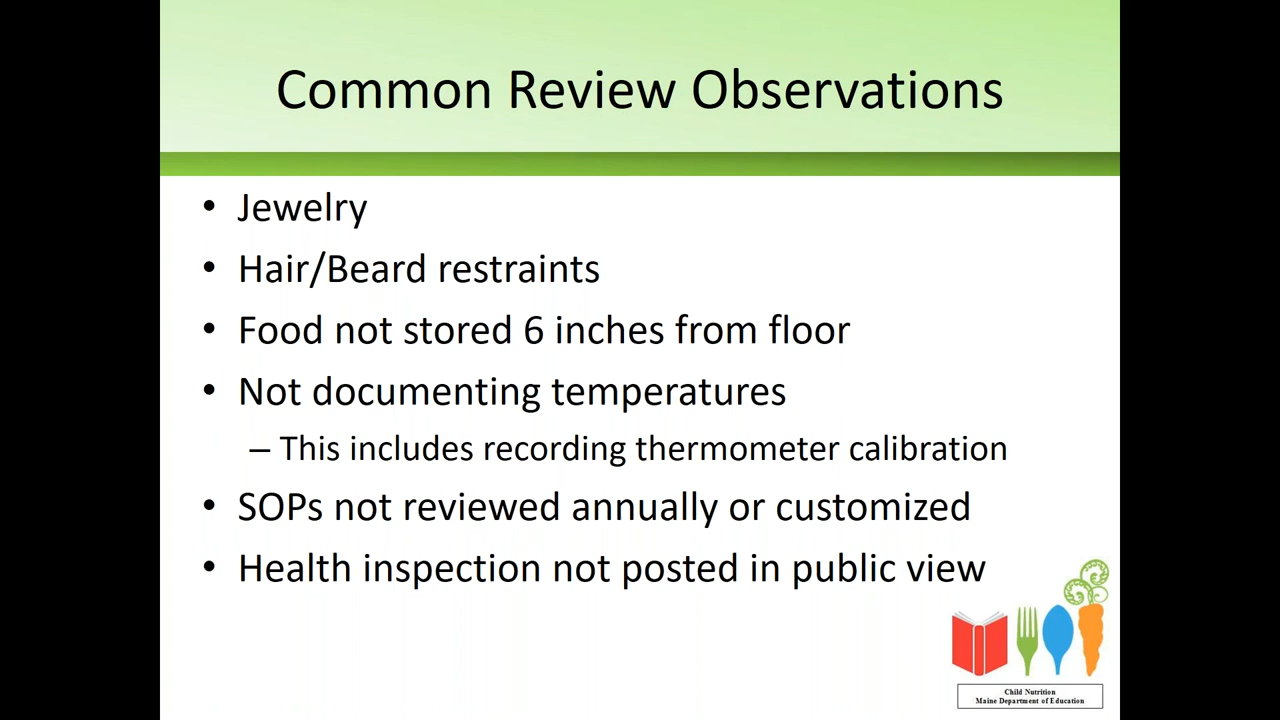 Common Review Observations
• Jewelry
• Hair/Beard restraints
• Food not stored 6 inches from floor
• Not documenting temperatures
– This includes recording thermometer calibration
• SOPs not reviewed annually or customized
• Health inspection not posted in public view
Child Nutrition
Maine Department of Education